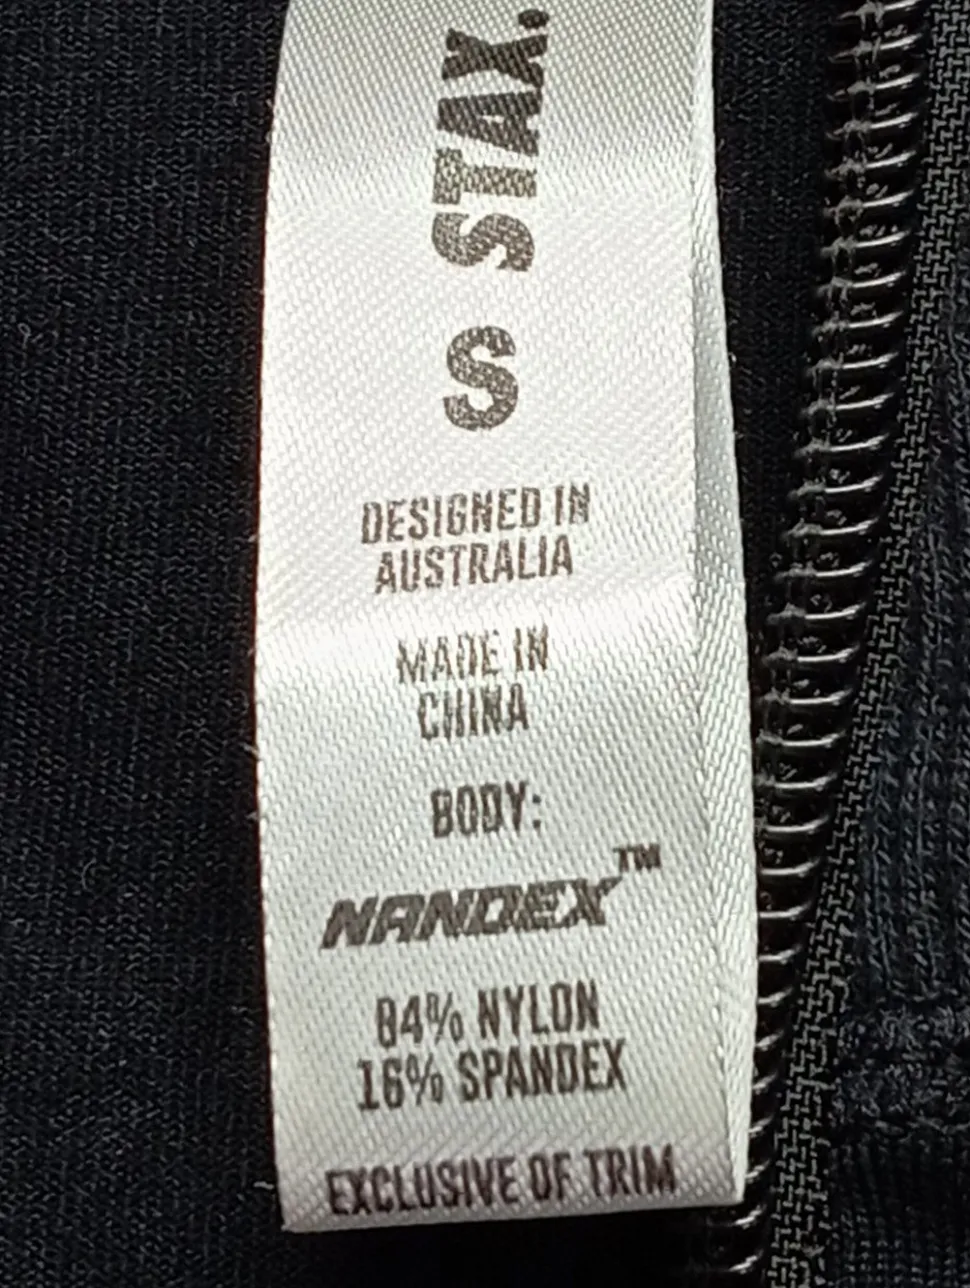 STAX.
S
DESIGNED IN
AUSTRALIA
MADE IN
CHINA
BODY:
NANDEX™
84% NYLON
16% SPANDEX
EXCLUSIVE OF TRIM